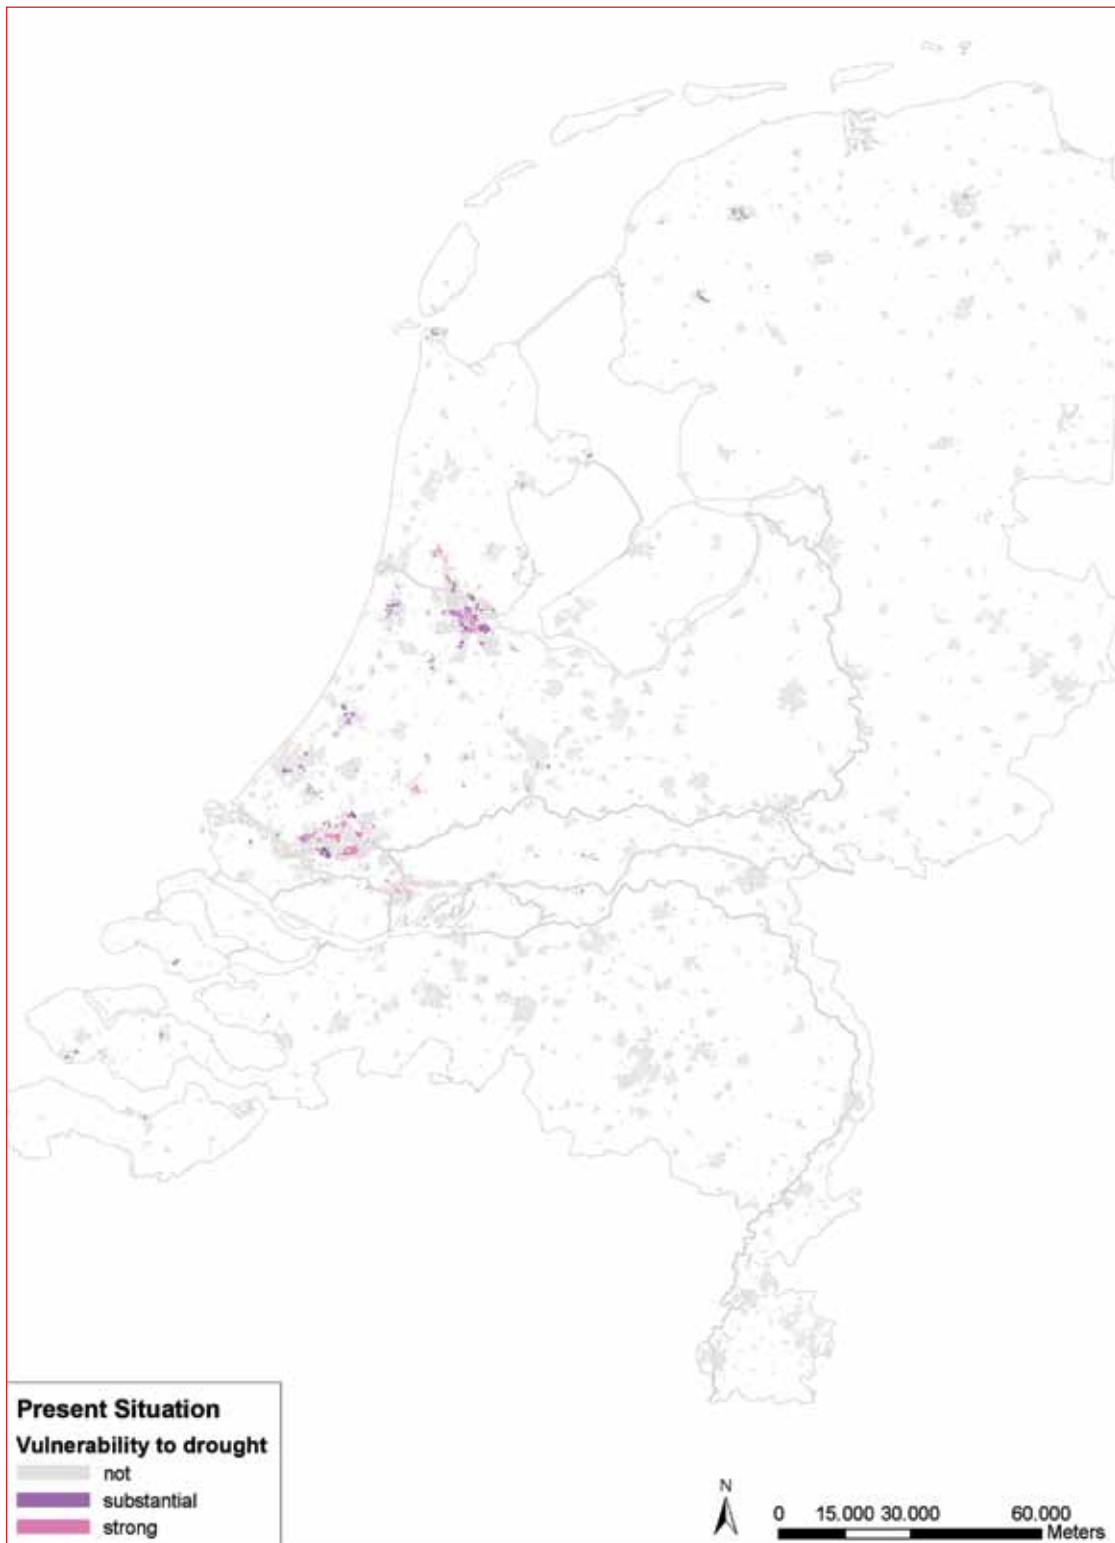 Present Situation
Vulnerability to drought
not
substantial
strong
N
0 15.000 30.000 60.000
Meters